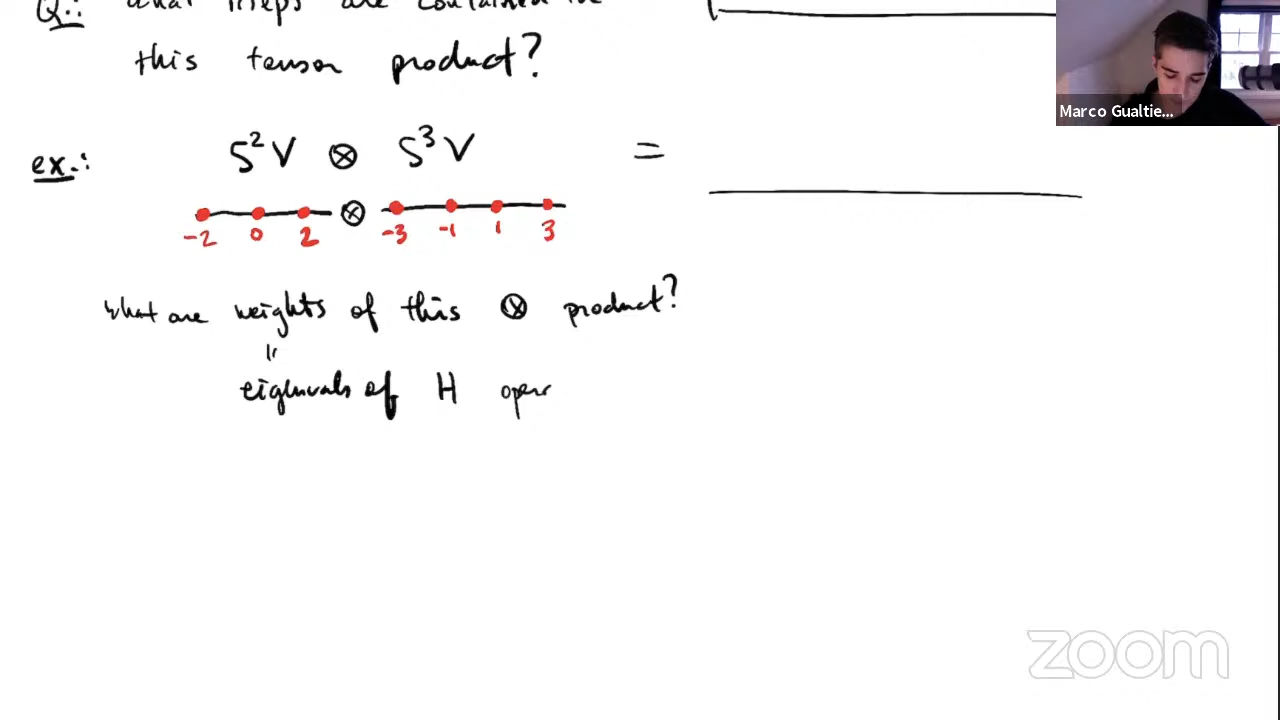 Q.:
this tensor product?
ex.: S²V ⊗ S³V =
⊗
-2 0 2 -3 -1 1 3
What are weights of this ⊗ product?
"
eigenvals of H oper
Marco Gualtie...
zoom